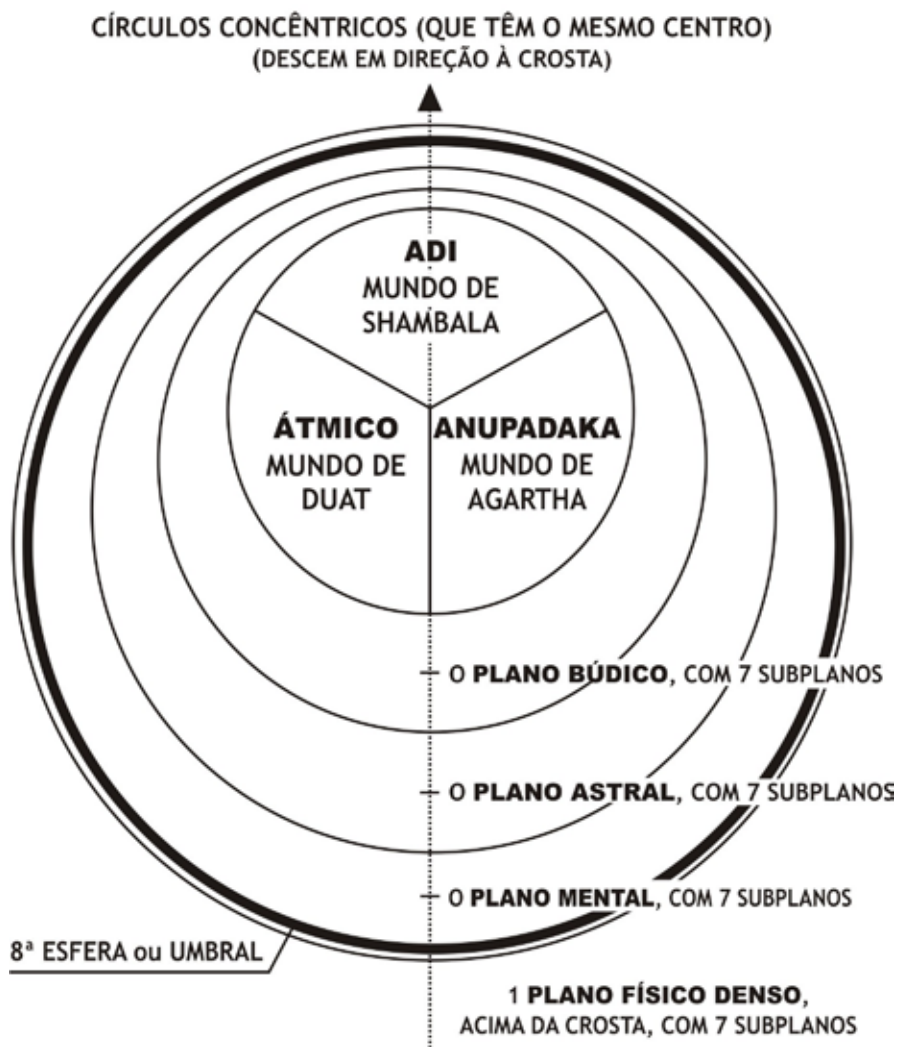 CÍRCULOS CONCÊNTRICOS (QUE TÊM O MESMO CENTRO)
(DESCEM EM DIREÇÃO À CROSTA)
ADI
MUNDO DE
SHAMBALA
ÁTMICO
MUNDO DE
DUAT
ANUPADAKA
MUNDO DE
AGARTHA
O PLANO BÚDICO, COM 7 SUBPLANOS
O PLANO ASTRAL, COM 7 SUBPLANOS
O PLANO MENTAL, COM 7 SUBPLANOS
8ª ESFERA ou UMBRAL
1 PLANO FÍSICO DENSO,
ACIMA DA CROSTA, COM 7 SUBPLANOS